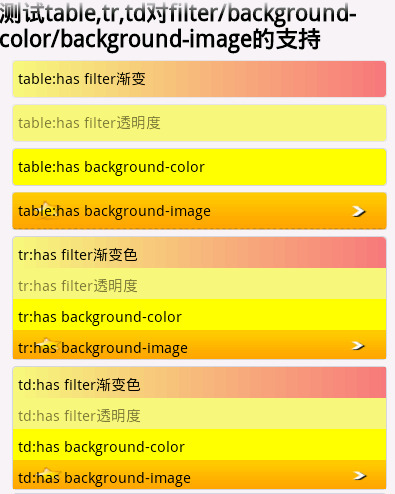 测试table,tr,td对filter/background-
color/background-image的支持
table:has filter渐变
table:has filter透明度
table:has background-color
table:has background-image
tr:has filter渐变色
tr:has filter透明度
tr:has background-color
tr:has background-image
td:has filter渐变色
td:has filter透明度
td:has background-color
td:has background-image